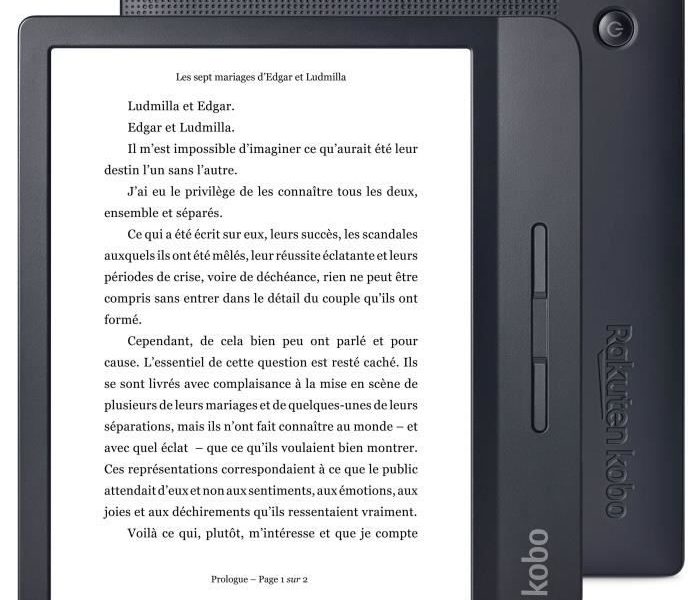 Les sept mariages d’Edgar et Ludmilla
Ludmilla et Edgar.
Edgar et Ludmilla.
Il m’est impossible d’imaginer ce qu’aurait été leur
destin l’un sans l’autre.
J’ai eu le privilège de les connaître tous les deux,
ensemble et séparés.
Ce qui a été écrit sur eux, leurs succès, les scandales
auxquels ils ont été mêlés, leur réussite éclatante et leurs
périodes de crise, voire de déchéance, rien ne peut être
compris sans entrer dans le détail du couple qu’ils ont
formé.
Cependant, de cela bien peu ont parlé et pour
cause. L’essentiel de cette question est resté caché. Ils
se sont livrés avec complaisance à la mise en scène de
plusieurs de leurs mariages et de quelques-unes de leurs
séparations, mais ils n’ont fait connaître au monde – et
avec quel éclat – que ce qu’ils voulaient bien montrer.
Ces représentations correspondaient à ce que le public
attendait d’eux et non aux sentiments, aux émotions, aux
joies et aux déchirements qu’ils ressentaient vraiment.
Voilà ce qui, plutôt, m’intéresse et que je compte
Prologue – Page 1 sur 2
kobo
Rakuten kobo